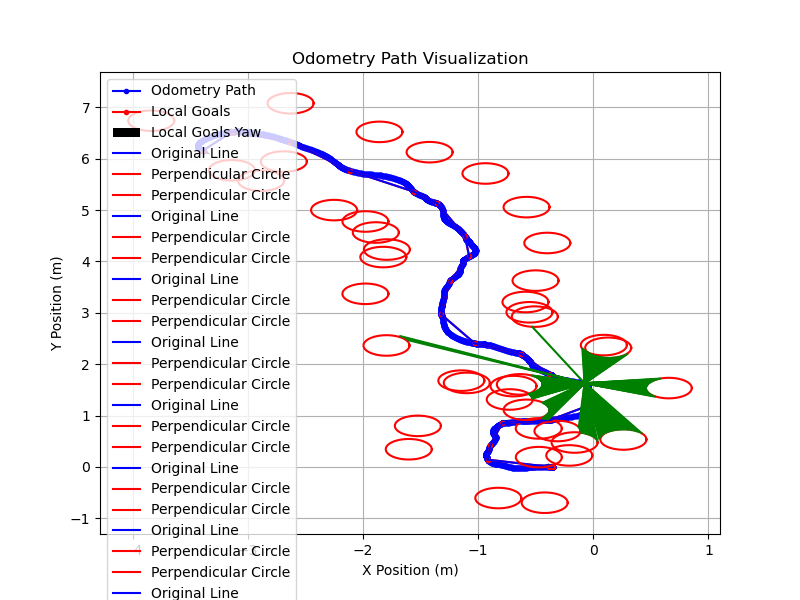 Odometry Path Visualization
Odometry Path
Local Goals
Local Goals Yaw
Original Line
Perpendicular Circle
Perpendicular Circle
Original Line
Perpendicular Circle
Perpendicular Circle
Original Line
Perpendicular Circle
Perpendicular Circle
Original Line
Perpendicular Circle
Perpendicular Circle
Original Line
Perpendicular Circle
Perpendicular Circle
Original Line
Perpendicular Circle
Perpendicular Circle
Original Line
Perpendicular Circle
Perpendicular Circle
Original Line
Y Position (m)
7
6
5
4
3
2
1
0
−1
−4 −3 −2 −1 0 1
X Position (m)